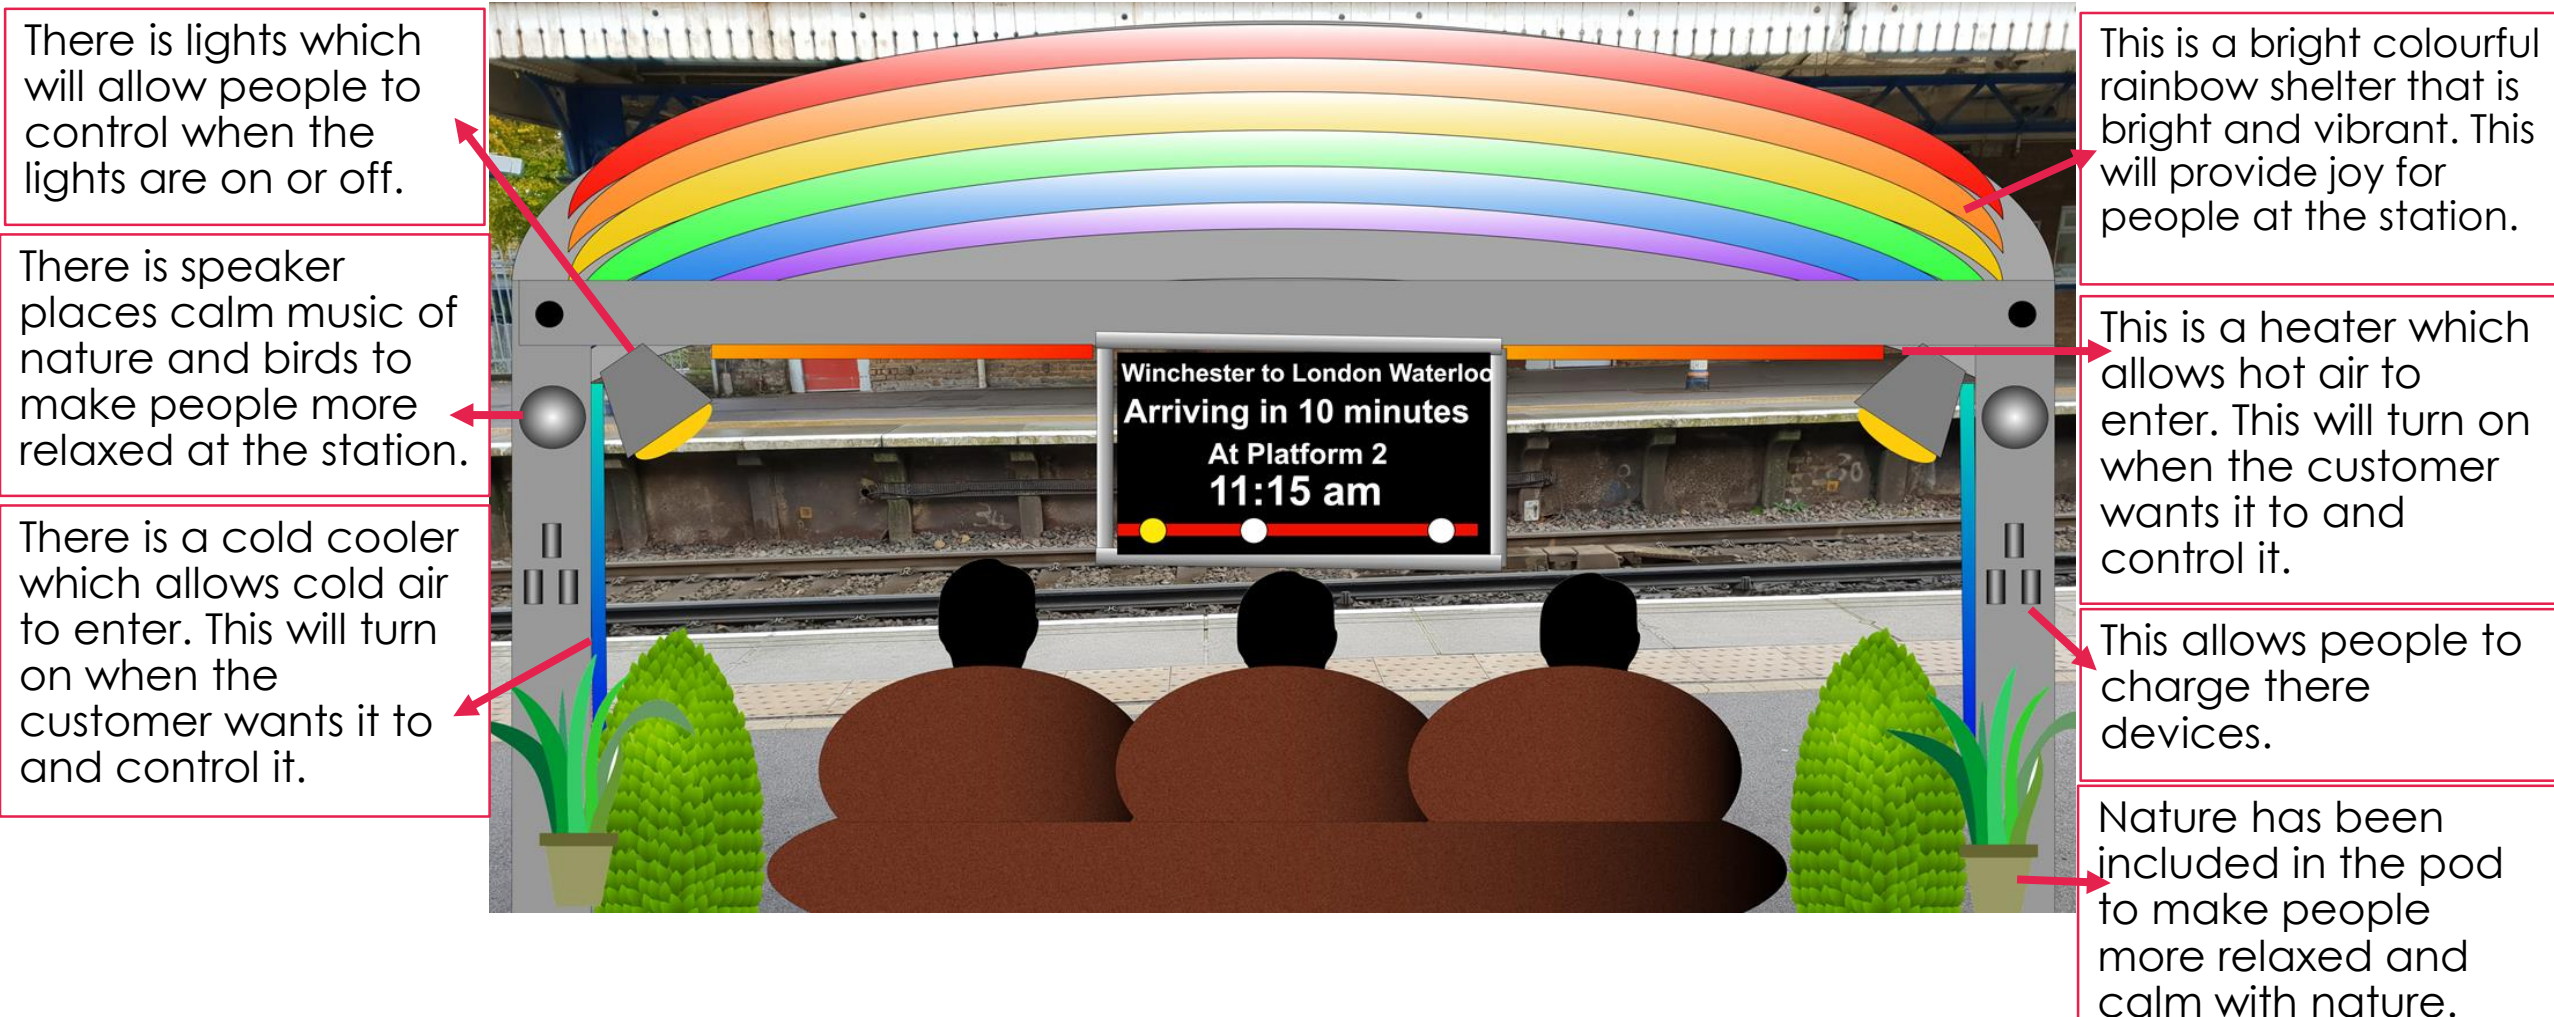 There is lights which
will allow people to
control when the
lights are on or off.
There is speaker
places calm music of
nature and birds to
make people more
relaxed at the station.
There is a cold cooler
which allows cold air
to enter. This will turn
on when the
customer wants it to
and control it.
Winchester to London Waterloo
Arriving in 10 minutes
At Platform 2
11:15 am
This is a bright colourful
rainbow shelter that is
bright and vibrant. This
will provide joy for
people at the station.
This is a heater which
allows hot air to
enter. This will turn on
when the customer
wants it to and
control it.
This allows people to
charge there
devices.
Nature has been
included in the pod
to make people
more relaxed and
calm with nature.